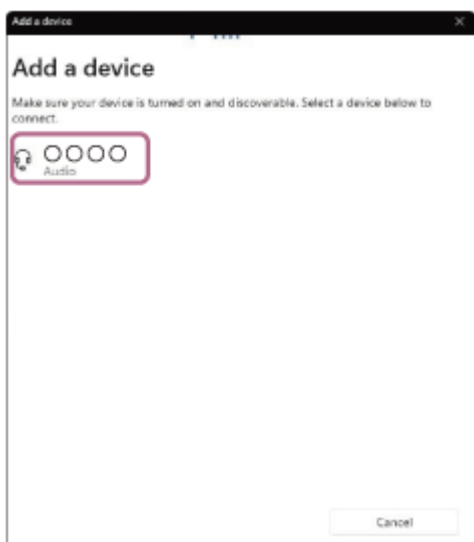 Add a device
Add a device
Make sure your device is turned on and discoverable. Select a device below to
connect.
○○○○
Audio
Cancel